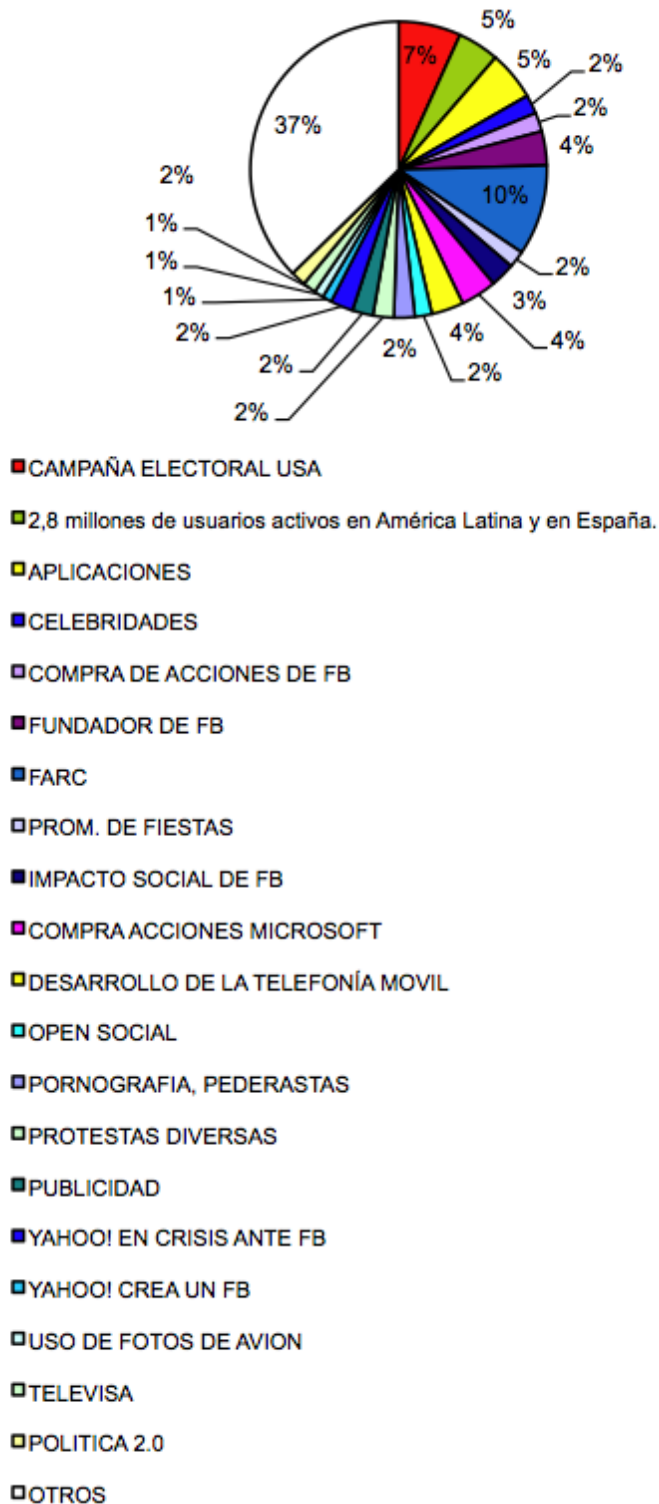 5%
7%
5%
2%
37%
2%
4%
2%
10%
1%
1%
2%
1%
3%
2%
4%
2%
2%
4%
2%
2%
CAMPAÑA ELECTORAL USA
2,8 millones de usuarios activos en América Latina y en España.
APLICACIONES
CELEBRIDADES
COMPRA DE ACCIONES DE FB
FUNDADOR DE FB
FARC
PROM. DE FIESTAS
IMPACTO SOCIAL DE FB
COMPRA ACCIONES MICROSOFT
DESARROLLO DE LA TELEFONÍA MOVIL
OPEN SOCIAL
PORNOGRAFIA, PEDERASTAS
PROTESTAS DIVERSAS
PUBLICIDAD
YAHOO! EN CRISIS ANTE FB
YAHOO! CREA UN FB
USO DE FOTOS DE AVION
TELEVISA
POLITICA 2.0
OTROS